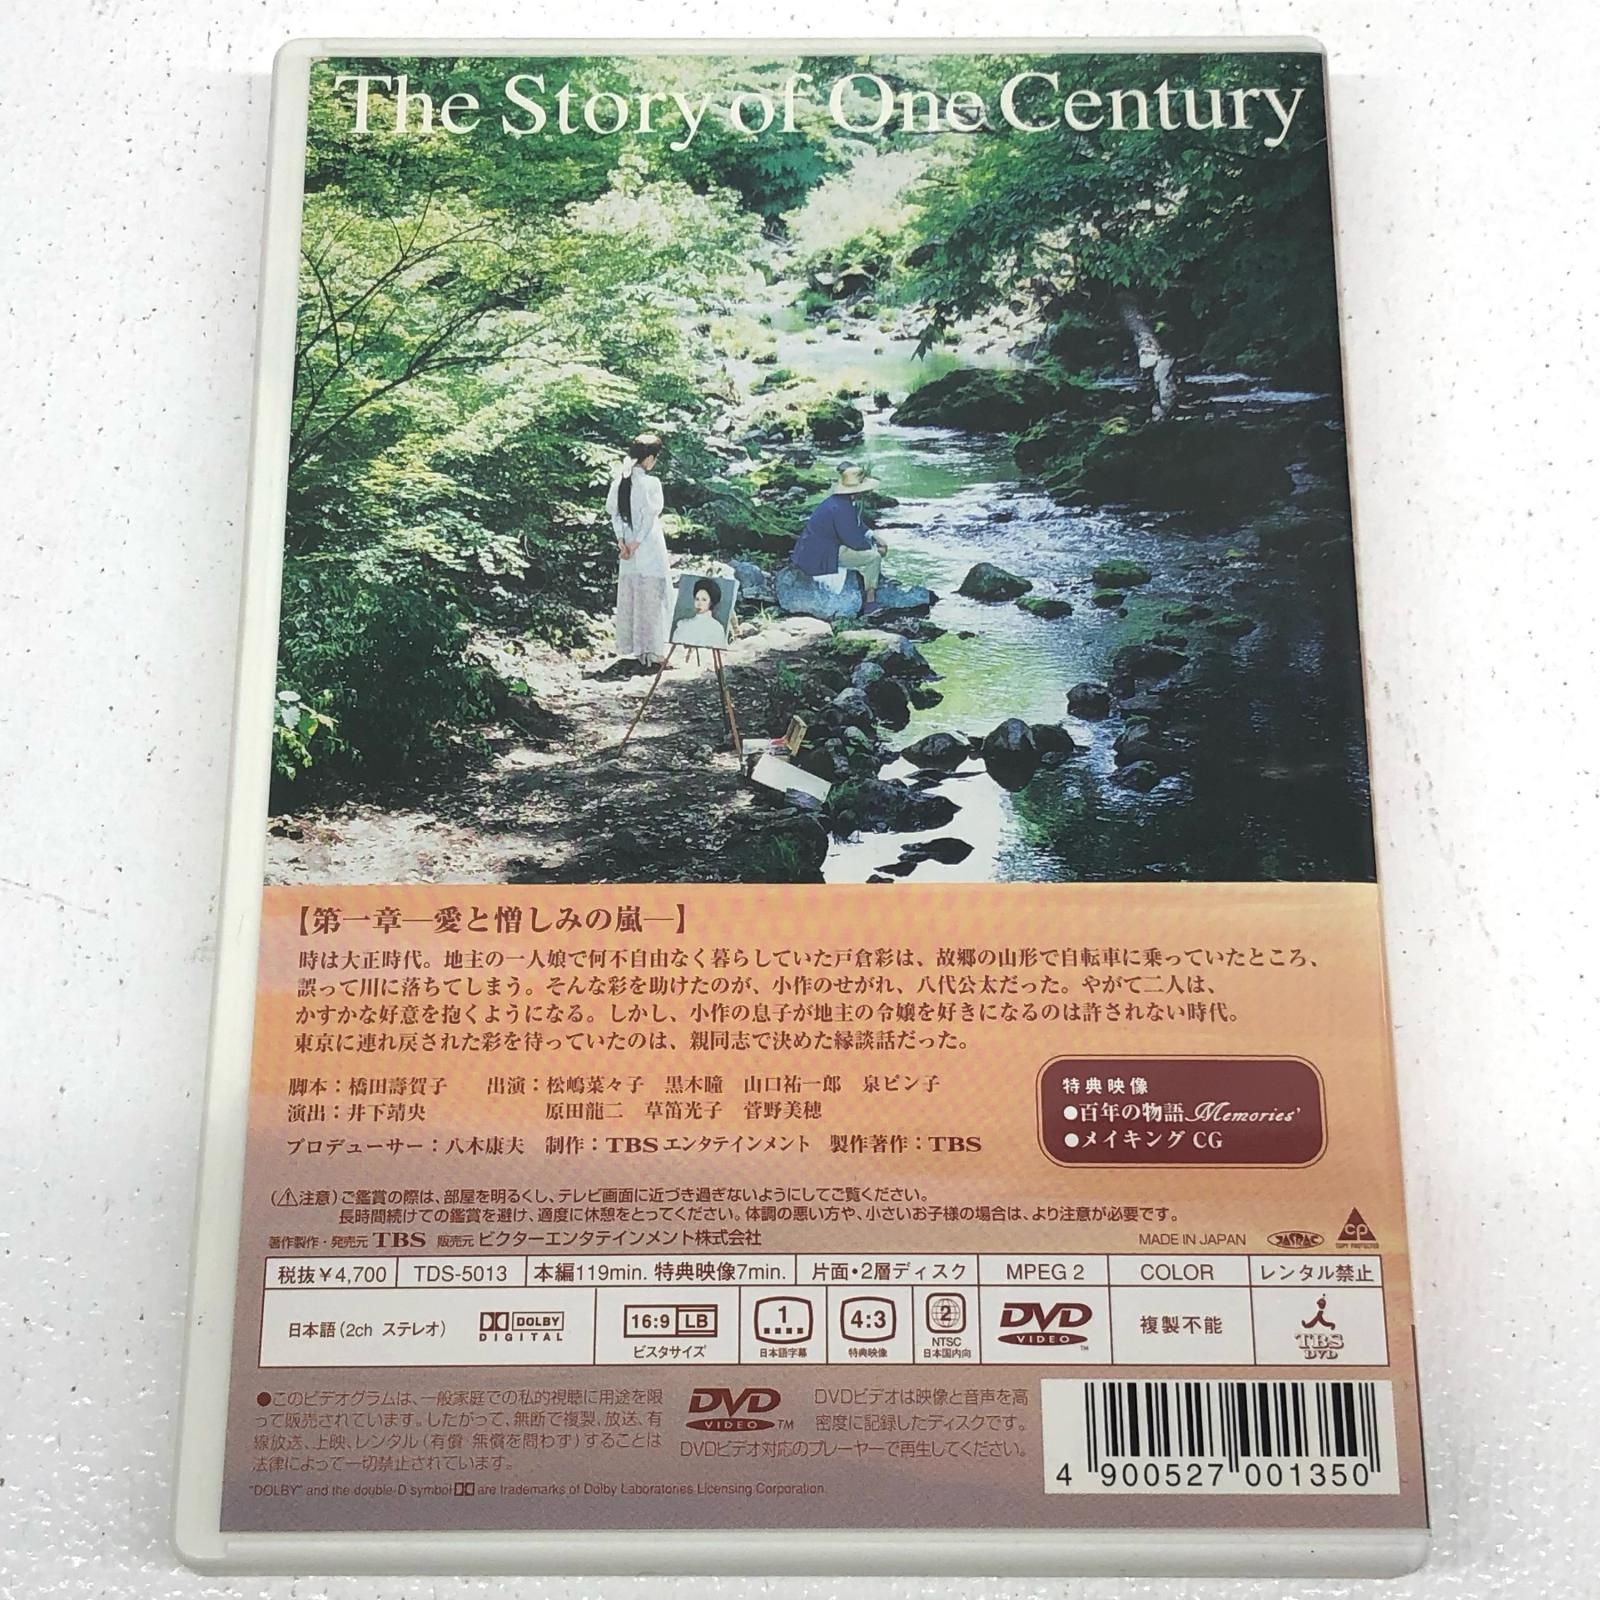 The Story of One Century
【第一章―愛と憎しみの嵐―】
時は大正時代。地主の一人娘で何不自由なく暮らしていた戸倉彩は、故郷の山形で自転車に乗っていたところ、
誤って川に落ちてしまう。そんな彩を助けたのが、小作のせがれ、八代公太だった。やがて二人は、
かすかな好意を抱くようになる。しかし、小作の息子が地主の令嬢を好きになるのは許されない時代。
東京に連れ戻された彩を待っていたのは、親同志で決めた縁談話だった。
脚本：橋田壽賀子　出演：松嶋菜々子　黒木瞳　山口祐一郎　泉ピン子
演出：井下靖央　原田龍二　草笛光子　菅野美穂
プロデューサー：八木康夫　制作：TBSエンタテインメント　製作著作：TBS
特典映像
●百年の物語 Memories'
●メイキングCG
(⚠注意)ご鑑賞の際は、部屋を明るくし、テレビ画面に近づき過ぎないようにしてご覧ください。
長時間続けての鑑賞を避け、適度に休憩をとってください。体調の悪い方や、小さいお子様の場合は、より注意が必要です。
著作製作・発売元 TBS 販売元 ビクターエンタテインメント株式会社
MADE IN JAPAN
JASRAC
CP
COPY PROTECTED
税抜￥4,700
TDS-5013
本編119min. 特典映像7min.
片面・2層ディスク
MPEG 2
COLOR
レンタル禁止
日本語(2ch ステレオ)
DOLBY
DIGITAL
16:9 LB
ビスタサイズ
1
日本語字幕
4:3
特典映像
2
NTSC
日本国内向
DVD
VIDEO
TM
複製不能
TBS
DVD
●このビデオグラムは、一般家庭での私的視聴に用途を限
って販売されています。したがって、無断で複製、放送、有
線放送、上映、レンタル(有償・無償を問わず)することは
法律によって一切禁止されています。
DVD
VIDEO TM
DVDビデオは映像と音声を高
密度に記録したディスクです。
DVDビデオ対応のプレーヤーで再生してください。
4 900527 001350
"DOLBY" and the double-D symbol are trademarks of Dolby Laboratories Licensing Corporation.